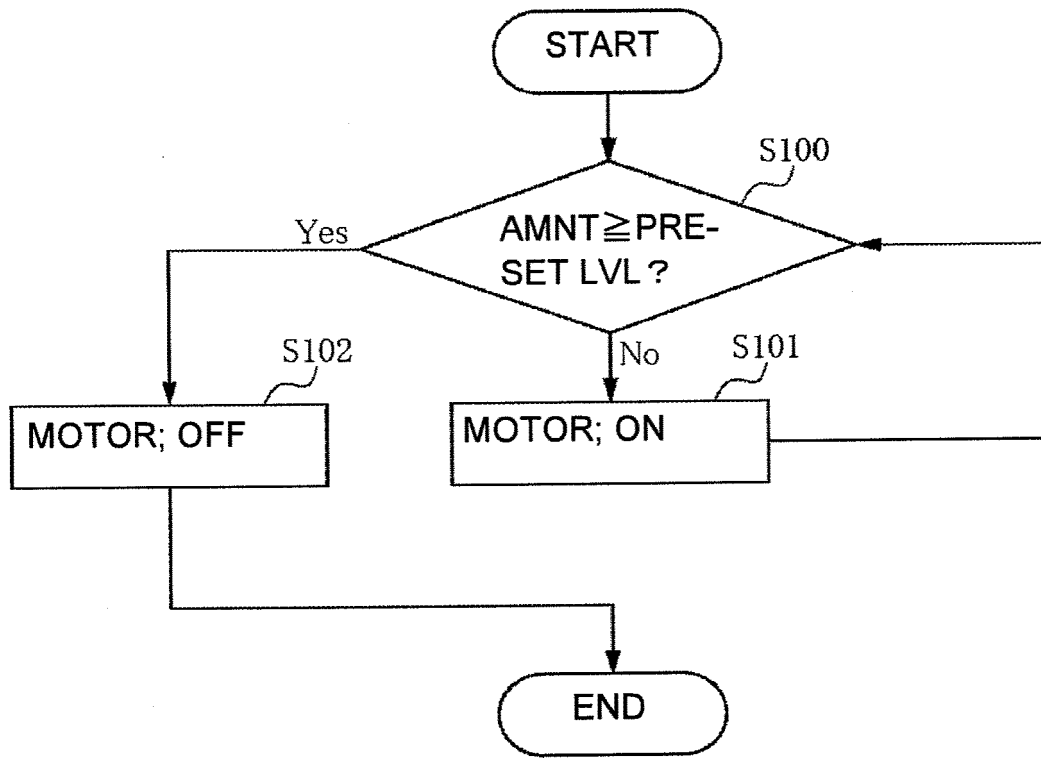 START
S100
AMNT≧PRE-
SET LVL?
Yes
No
S102
MOTOR; OFF
S101
MOTOR; ON
END